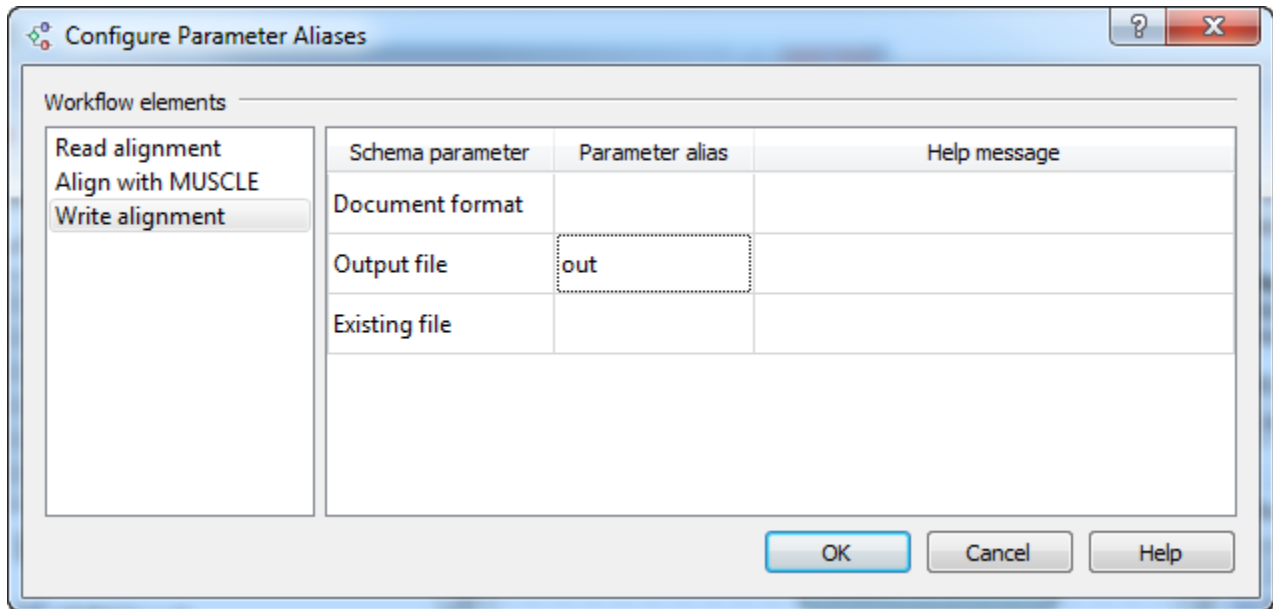 Configure Parameter Aliases
?
Workflow elements
Read alignment
Align with MUSCLE
Write alignment
Schema parameter Parameter alias Help message
Document format
Output file out
Existing file
OK Cancel Help